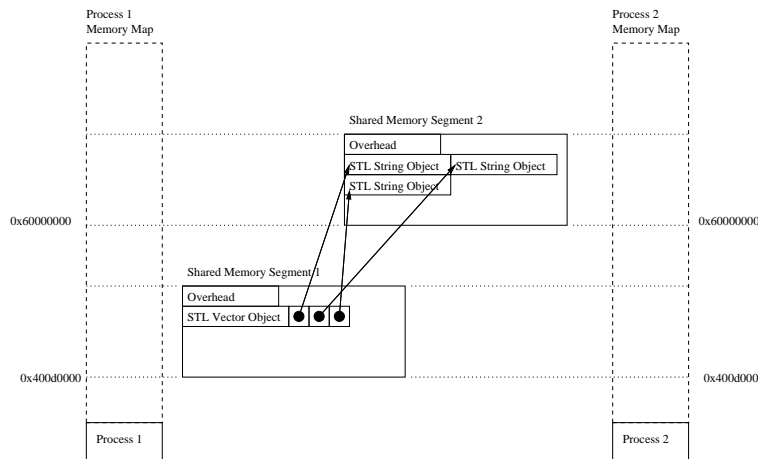 Process 1
Memory Map
Process 2
Memory Map
Shared Memory Segment 2
Overhead
STL String Object
STL String Object
STL String Object
0x60000000
0x60000000
Shared Memory Segment 1
Overhead
STL Vector Object
0x400d0000
0x400d0000
Process 1
Process 2